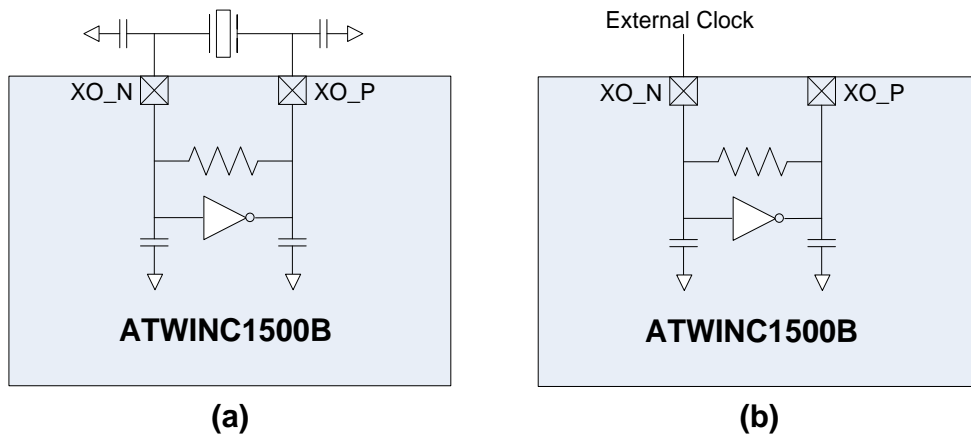 External Clock
XO_N
XO_P
XO_N
XO_P
ATWINC1500B
ATWINC1500B
(a)
(b)